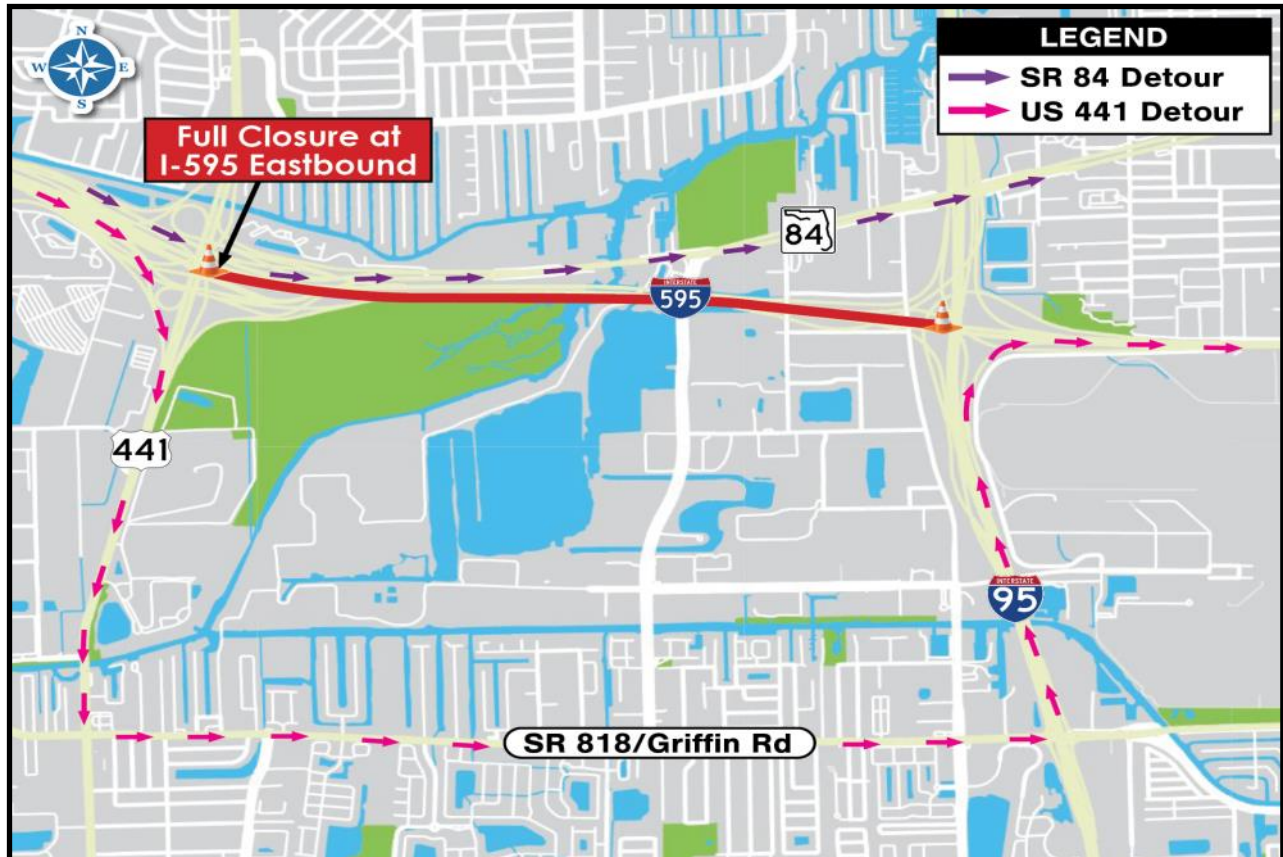 N
W E
S
LEGEND
SR 84 Detour
US 441 Detour
Full Closure at
I-595 Eastbound
84
INTERSTATE
595
441
INTERSTATE
95
SR 818/Griffin Rd